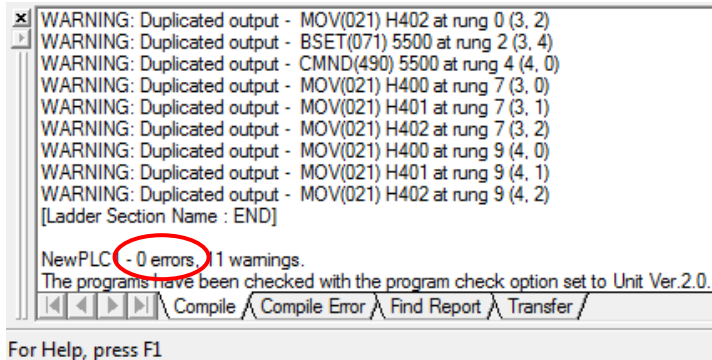 WARNING: Duplicated output - MOV(021) H402 at rung 0 (3, 2)
WARNING: Duplicated output - BSET(071) 5500 at rung 2 (3, 4)
WARNING: Duplicated output - CMND(490) 5500 at rung 4 (4, 0)
WARNING: Duplicated output - MOV(021) H400 at rung 7 (3, 0)
WARNING: Duplicated output - MOV(021) H401 at rung 7 (3, 1)
WARNING: Duplicated output - MOV(021) H402 at rung 7 (3, 2)
WARNING: Duplicated output - MOV(021) H400 at rung 9 (4, 0)
WARNING: Duplicated output - MOV(021) H401 at rung 9 (4, 1)
WARNING: Duplicated output - MOV(021) H402 at rung 9 (4, 2)
[Ladder Section Name : END]
NewPLC1 - 0 errors, 11 warnings.
The programs have been checked with the program check option set to Unit Ver.2.0.
Compile Compile Error Find Report Transfer
For Help, press F1